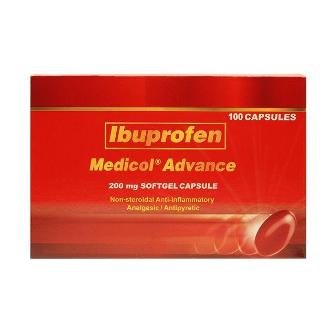 100 CAPSULES
Ibuprofen
Medicol® Advance
200 mg SOFTGEL CAPSULE
Non-steroidal Anti-inflammatory
Analgesic / Antipyretic